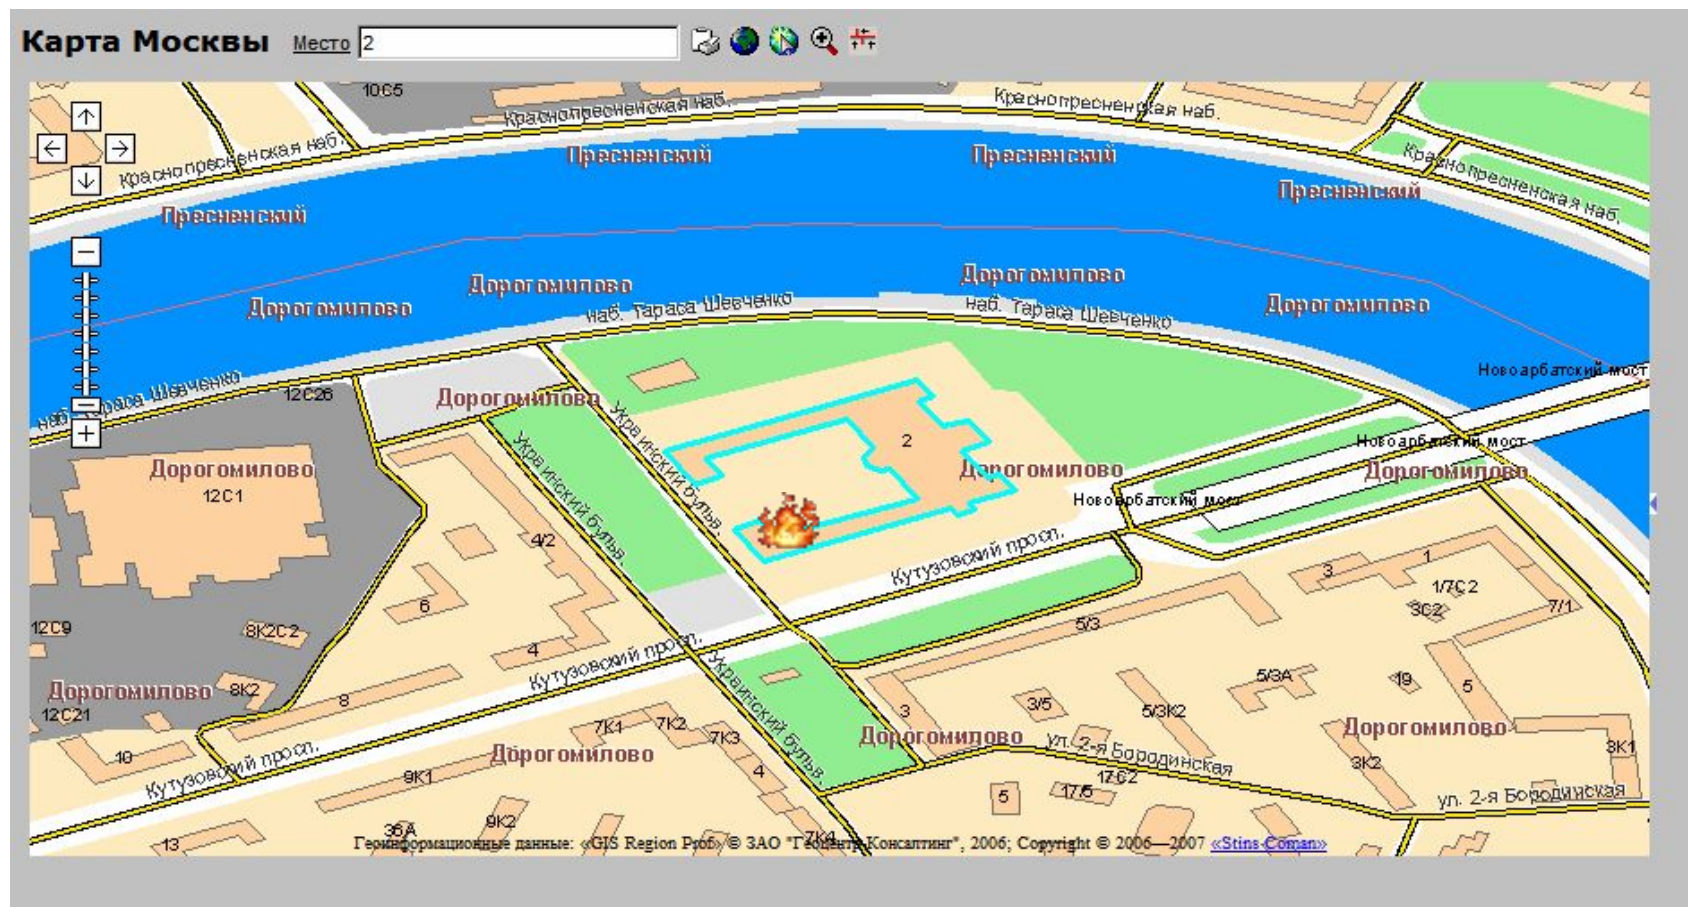 Карта Москвы Место 2
10С5
Краснопресненская наб.
Краснопресненская наб.
Краснопресненская наб.
Краснопресненская наб.
Пресненский
Пресненский
Пресненский
Пресненский
Дорогомилово
Дорогомилово
Дорогомилово
Дорогомилово
наб. Тараса Шевченко
наб. Тараса Шевченко
наб. Тараса Шевченко
Новоарбатский мост
12С26
Дорогомилово
Украинский бульв.
Украинский бульв.
2
Новоарбатский мост
Дорогомилово
12С1
Дорогомилово
Дорогомилово
Новоарбатский мост
4/2
Кутузовский просп.
3
1
1/7С2
3С2
7/1
6
12С9
8К2С2
5/3
4
Кутузовский просп.
Украинский бульв.
Дорогомилово
8К2
12С21
8
5/3А
19
5
3/5
5/3К2
3
7К1
7К2
7К3
Дорогомилово
Дорогомилово
Дорогомилово
ул. 2-я Бородинская
3К1
10
Кутузовский просп.
9К1
4
17С2
3К2
5
17/5
ул. 2-я Бородинская
36А
9К2
7К4
13
Геоинформационные данные: «GIS Region Prof» © ЗАО "Геоцентр-Консалтинг", 2006; Copyright © 2006—2007 «Stins Coman»